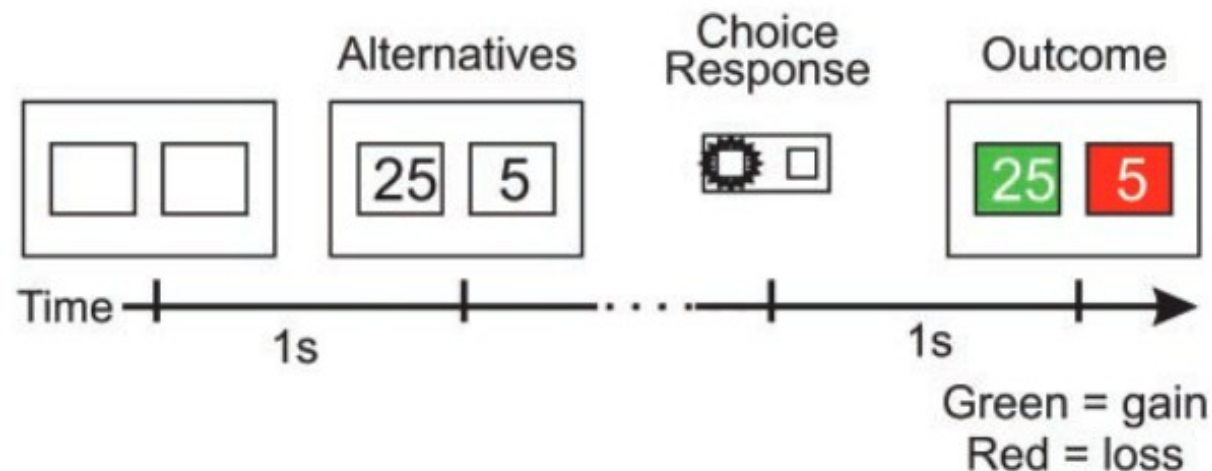 Alternatives
Choice
Response
Outcome
25 5
25 5
Time
1s
1s
Green = gain
Red = loss